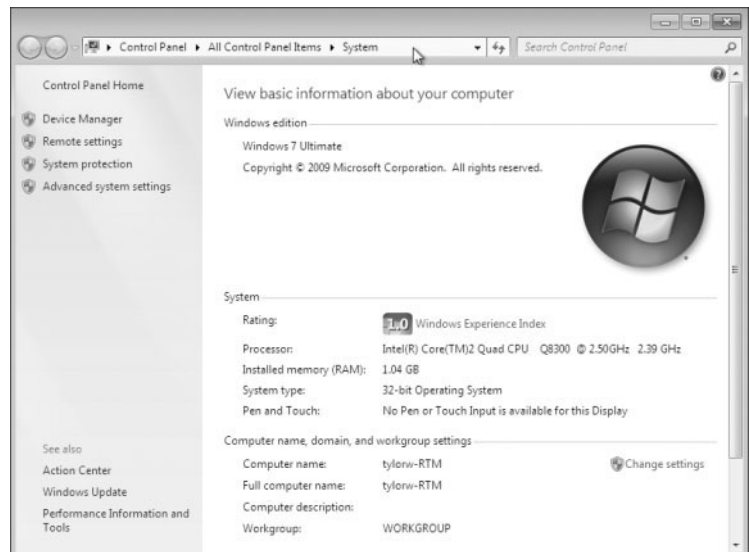 Control Panel ▸ All Control Panel Items ▸ System
Search Control Panel
Control Panel Home
Device Manager
Remote settings
System protection
Advanced system settings
See also
Action Center
Windows Update
Performance Information and
Tools
View basic information about your computer
Windows edition
Windows 7 Ultimate
Copyright © 2009 Microsoft Corporation. All rights reserved.
System
Rating: 1.0 Windows Experience Index
Processor: Intel(R) Core(TM)2 Quad CPU Q8300 @ 2.50GHz 2.39 GHz
Installed memory (RAM): 1.04 GB
System type: 32-bit Operating System
Pen and Touch: No Pen or Touch Input is available for this Display
Computer name, domain, and workgroup settings
Computer name: tylorw-RTM Change settings
Full computer name: tylorw-RTM
Computer description:
Workgroup: WORKGROUP